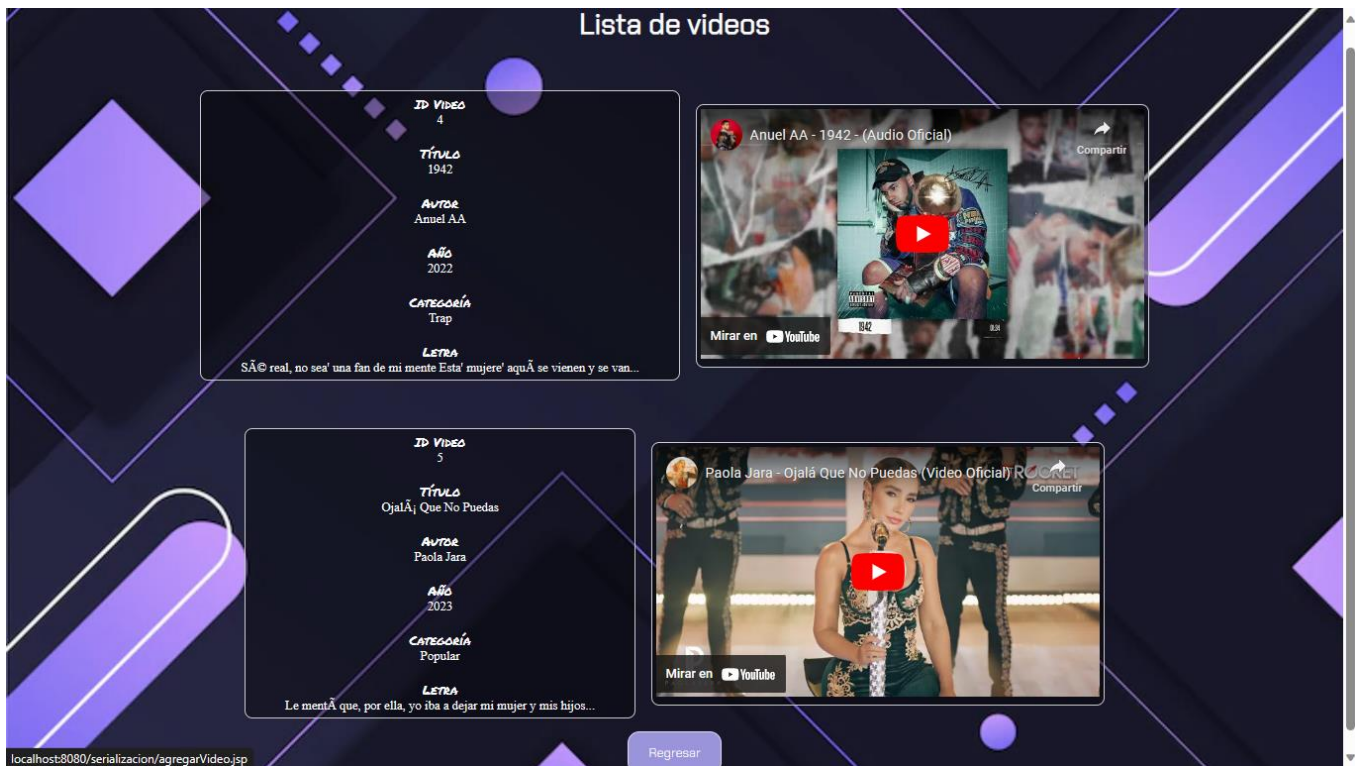 Lista de videos
ID Video
4
Título
1942
Autor
Anuel AA
Año
2022
Categoría
Trap
Letra
SÃ© real, no sea' una fan de mi mente Esta' mujere' aquÃ se vienen y se van...
Anuel AA - 1942 - (Audio Oficial)
Compartir
1942
Mirar en YouTube
ID Video
5
Título
OjalÃ¡ Que No Puedas
Autor
Paola Jara
Año
2023
Categoría
Popular
Letra
Le mentÃ que, por ella, yo iba a dejar mi mujer y mis hijos...
Paola Jara - Ojalá Que No Puedas (Video Oficial)
Compartir
Mirar en YouTube
Regresar
localhost:8080/serializacion/agregarVideo.jsp